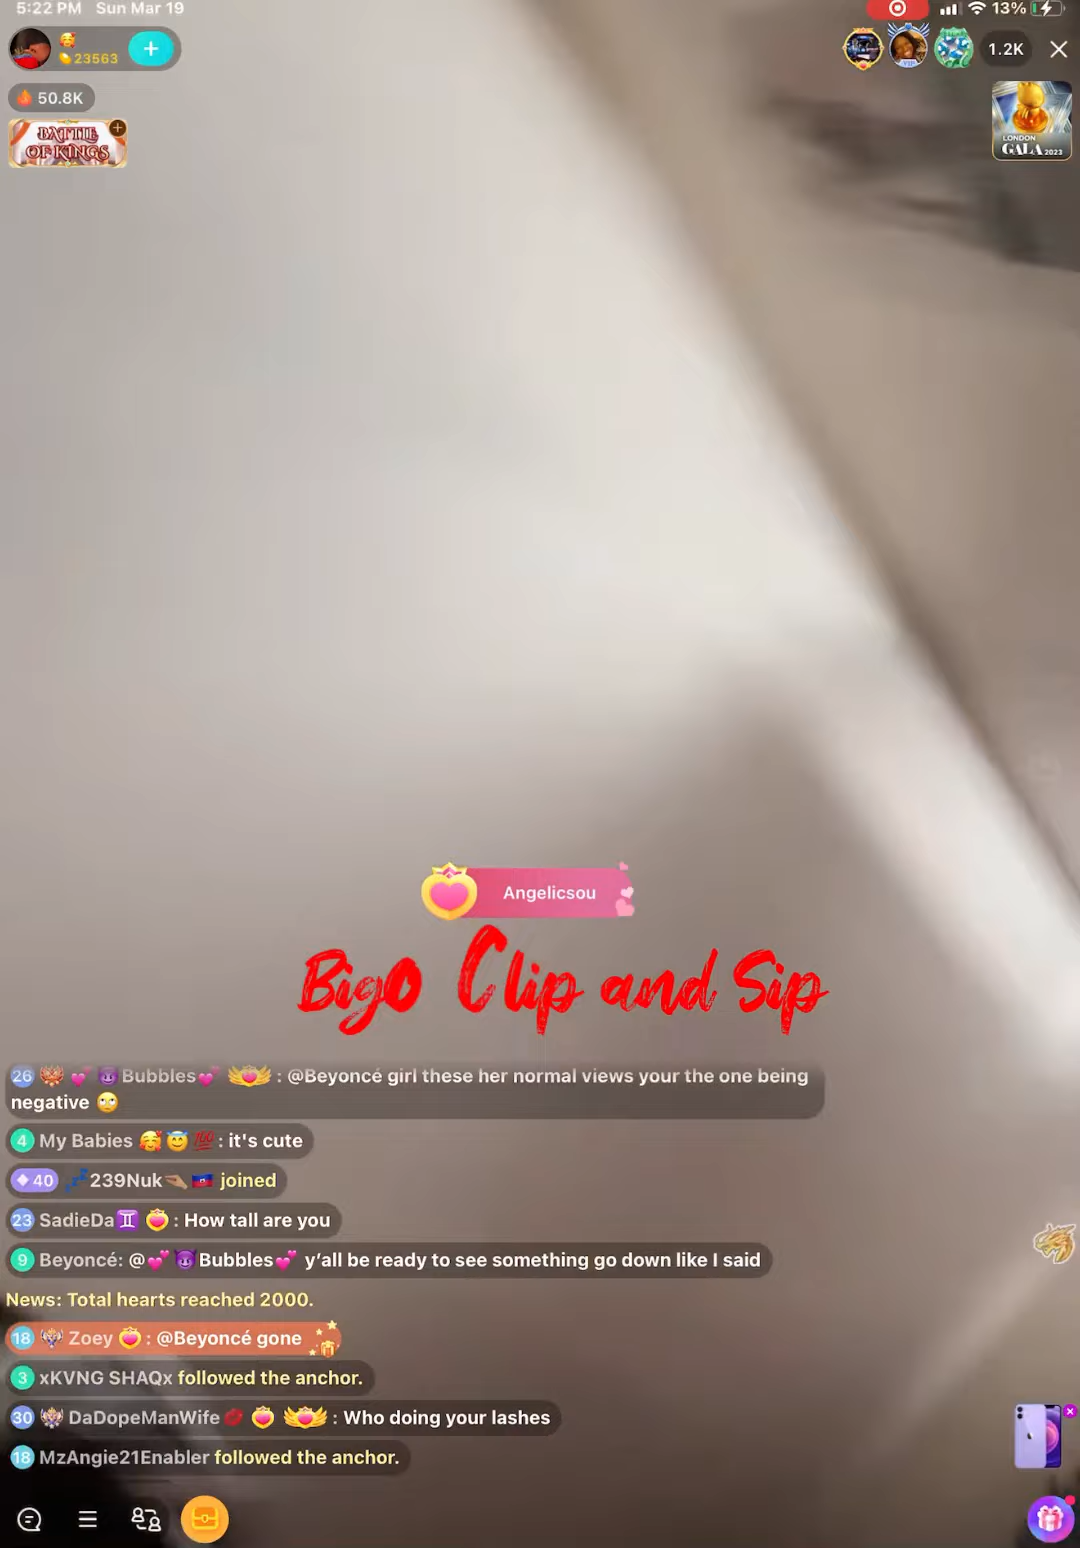 5:22 PM Sun Mar 19
13%
🥰
23563
1.2K
50.8K
BATTLE
OF KINGS
LONDON
GALA 2023
VIP
Angelicsou
Bigo Clip and Sip
26 💕 😈Bubbles💕 : @Beyoncé girl these her normal views your the one being
negative 🙄
4 My Babies 🥰 😇 💯 : it's cute
40 💤239Nuk🤏🏽 🇭🇹 joined
23 SadieDa♊ : How tall are you
9 Beyoncé: @💕 😈Bubbles💕 y’all be ready to see something go down like I said
News: Total hearts reached 2000.
18 Zoey : @Beyoncé gone
3 xKVNG SHAQx followed the anchor.
30 DaDopeManWife💋 : Who doing your lashes
18 MzAngie21Enabler followed the anchor.